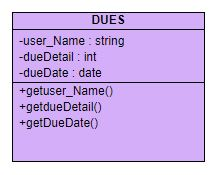 DUES
-user_Name : string
-dueDetail : int
-dueDate : date
+getuser_Name()
+getdueDetail()
+getDueDate()